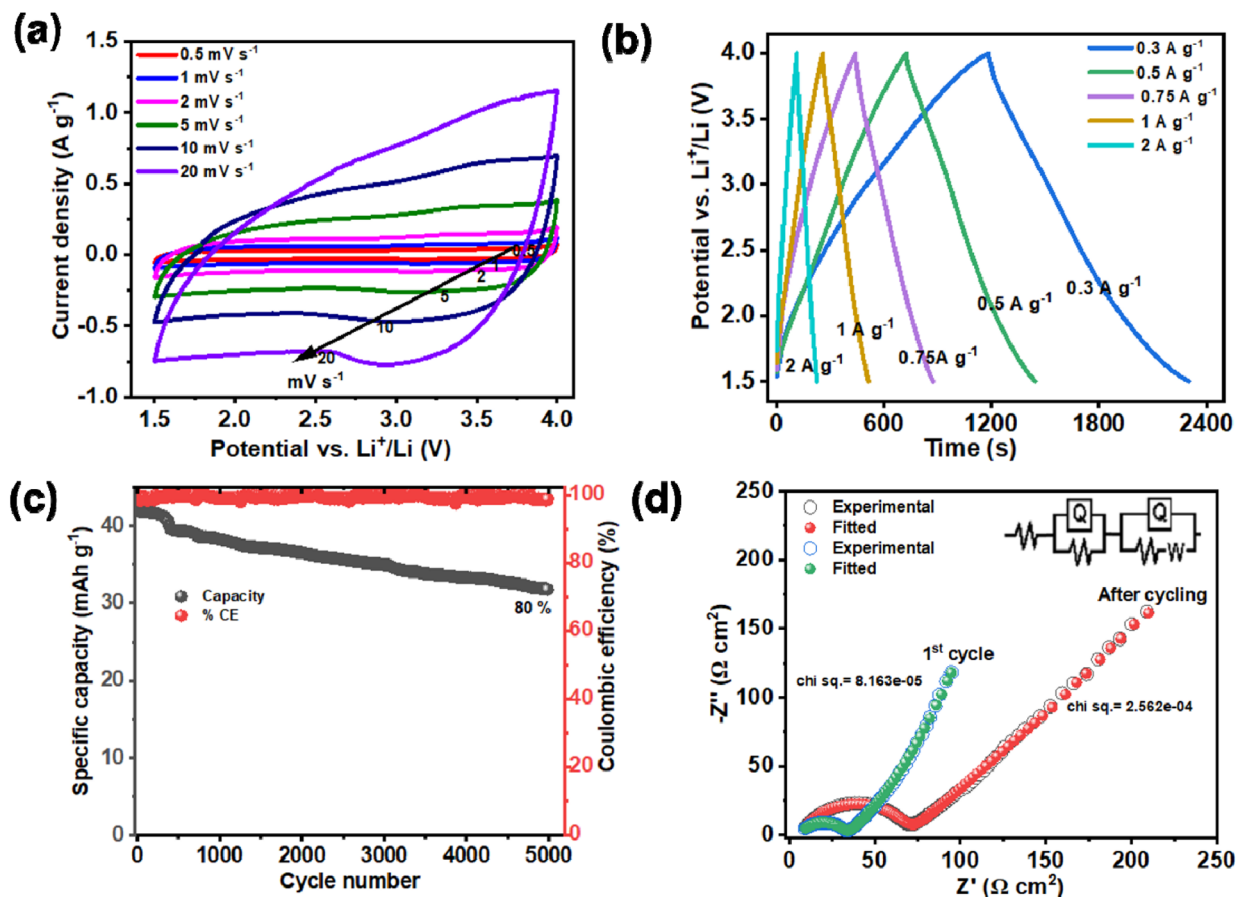 (a)
1.5
1.0
0.5
0.0
-0.5
-1.0
Current density (A g⁻¹)
0.5 mV s⁻¹
1 mV s⁻¹
2 mV s⁻¹
5 mV s⁻¹
10 mV s⁻¹
20 mV s⁻¹
0.5
1
2
5
10
20
mV s⁻¹
1.5 2.0 2.5 3.0 3.5 4.0
Potential vs. Li⁺/Li (V)
(b)
4.0
3.5
3.0
2.5
2.0
1.5
Potential vs. Li⁺/Li (V)
0.3 A g⁻¹
0.5 A g⁻¹
0.75 A g⁻¹
1 A g⁻¹
2 A g⁻¹
0.3 A g⁻¹
0.5 A g⁻¹
1 A g⁻¹
0.75A g⁻¹
2 A g⁻¹
0 600 1200 1800 2400
Time (s)
(c)
40
30
20
10
0
Specific capacity (mAh g⁻¹)
Capacity
% CE
80 %
100
80
60
40
20
0
Coulombic efficiency (%)
0 1000 2000 3000 4000 5000
Cycle number
(d)
250
200
150
100
50
0
-Z'' (Ω cm²)
Experimental
Fitted
Experimental
Fitted
Q
Q
W
After cycling
1st cycle
chi sq.= 8.163e-05
chi sq.= 2.562e-04
0 50 100 150 200 250
Z' (Ω cm²)